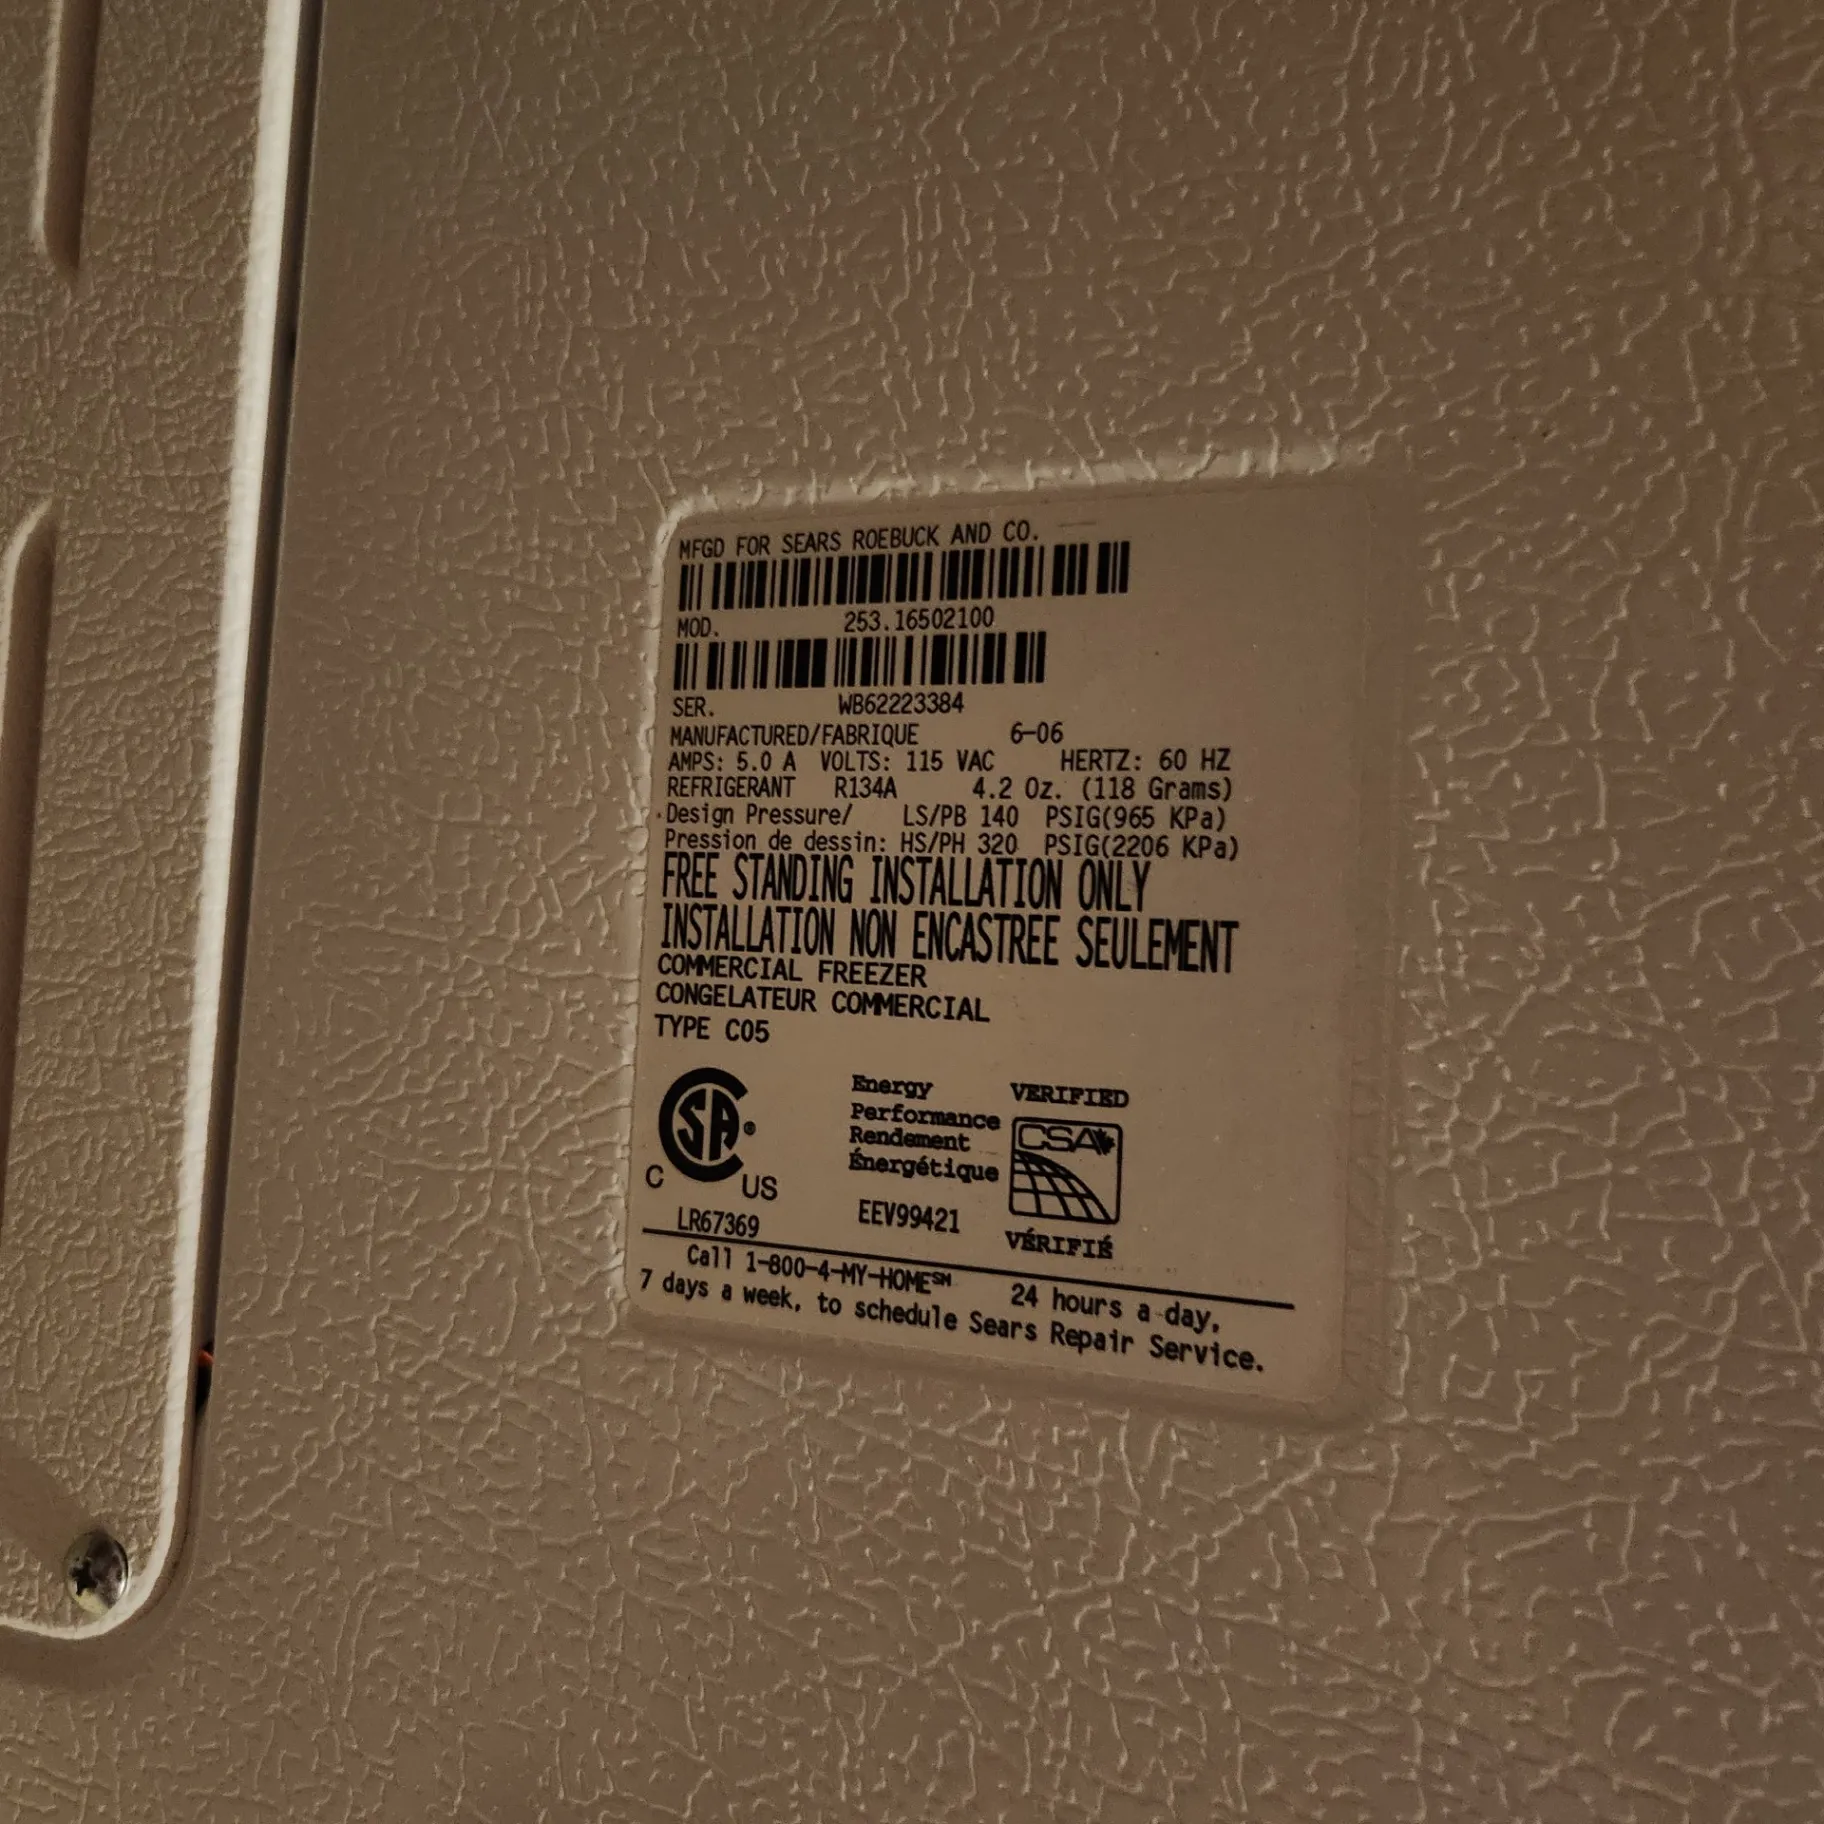 MFGD FOR SEARS ROEBUCK AND CO.
MOD. 253.16502100
SER. WB62223384
MANUFACTURED/FABRIQUE 6-06
AMPS: 5.0 A VOLTS: 115 VAC HERTZ: 60 HZ
REFRIGERANT R134A 4.2 Oz. (118 Grams)
Design Pressure/ LS/PB 140 PSIG(965 KPa)
Pression de dessin: HS/PH 320 PSIG(2206 KPa)
FREE STANDING INSTALLATION ONLY
INSTALLATION NON ENCASTREE SEULEMENT
COMMERCIAL FREEZER
CONGELATEUR COMMERCIAL
TYPE C05
CSA®
C US
LR67369
Energy
Performance
Rendement
Énergétique
EEV99421
VERIFIED
CSA
VÉRIFIÉ
Call 1-800-4-MY-HOME℠ 24 hours a day,
7 days a week, to schedule Sears Repair Service.